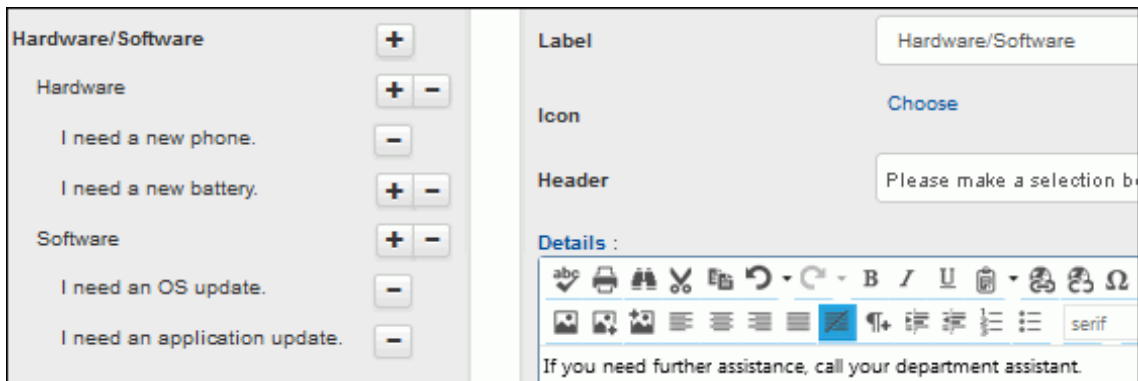 Hardware/Software
Hardware
I need a new phone.
I need a new battery.
Software
I need an OS update.
I need an application update.
Label
Hardware/Software
Icon
Choose
Header
Please make a selection
Details :
abc
B I U Ω
serif
If you need further assistance, call your department assistant.